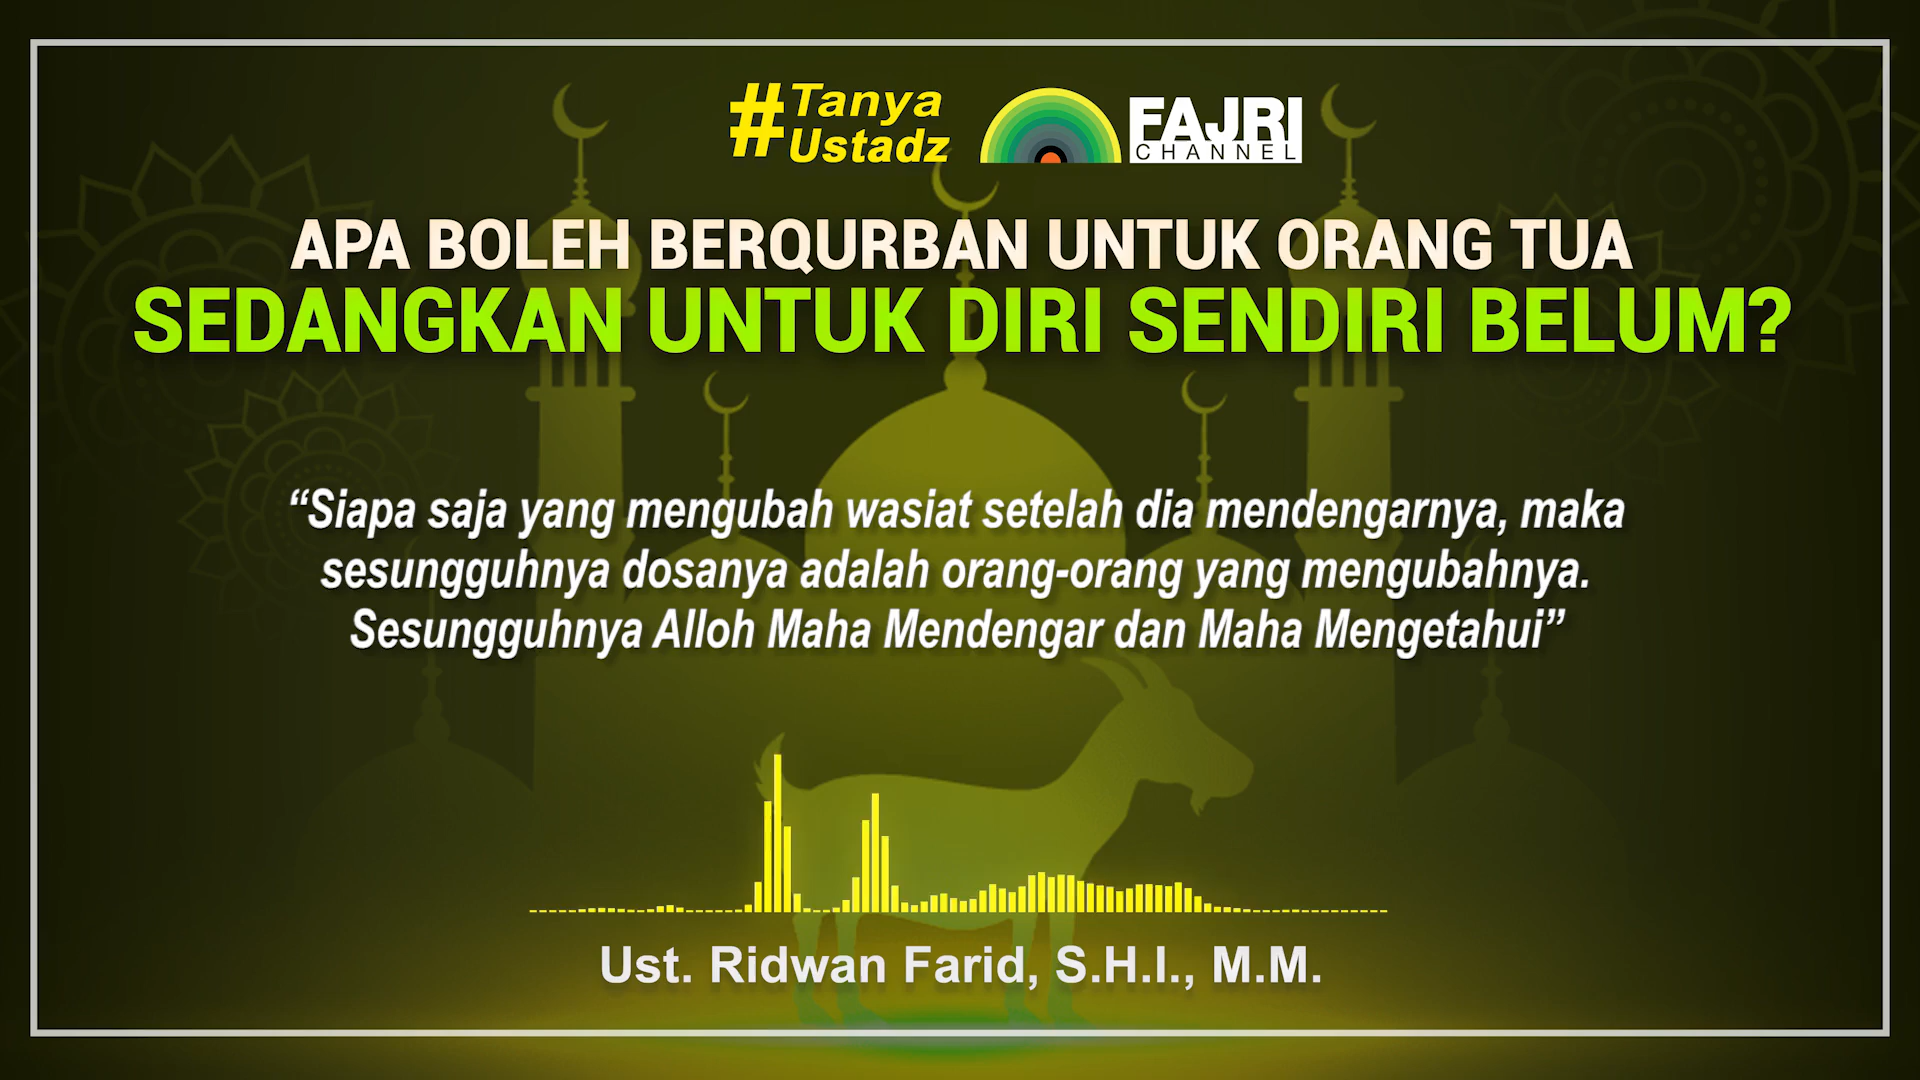 #Tanya
Ustadz
FAJRI
CHANNEL
APA BOLEH BERQURBAN UNTUK ORANG TUA
SEDANGKAN UNTUK DIRI SENDIRI BELUM?
“Siapa saja yang mengubah wasiat setelah dia mendengarnya, maka
sesungguhnya dosanya adalah orang-orang yang mengubahnya.
Sesungguhnya Alloh Maha Mendengar dan Maha Mengetahui”
Ust. Ridwan Farid, S.H.I., M.M.